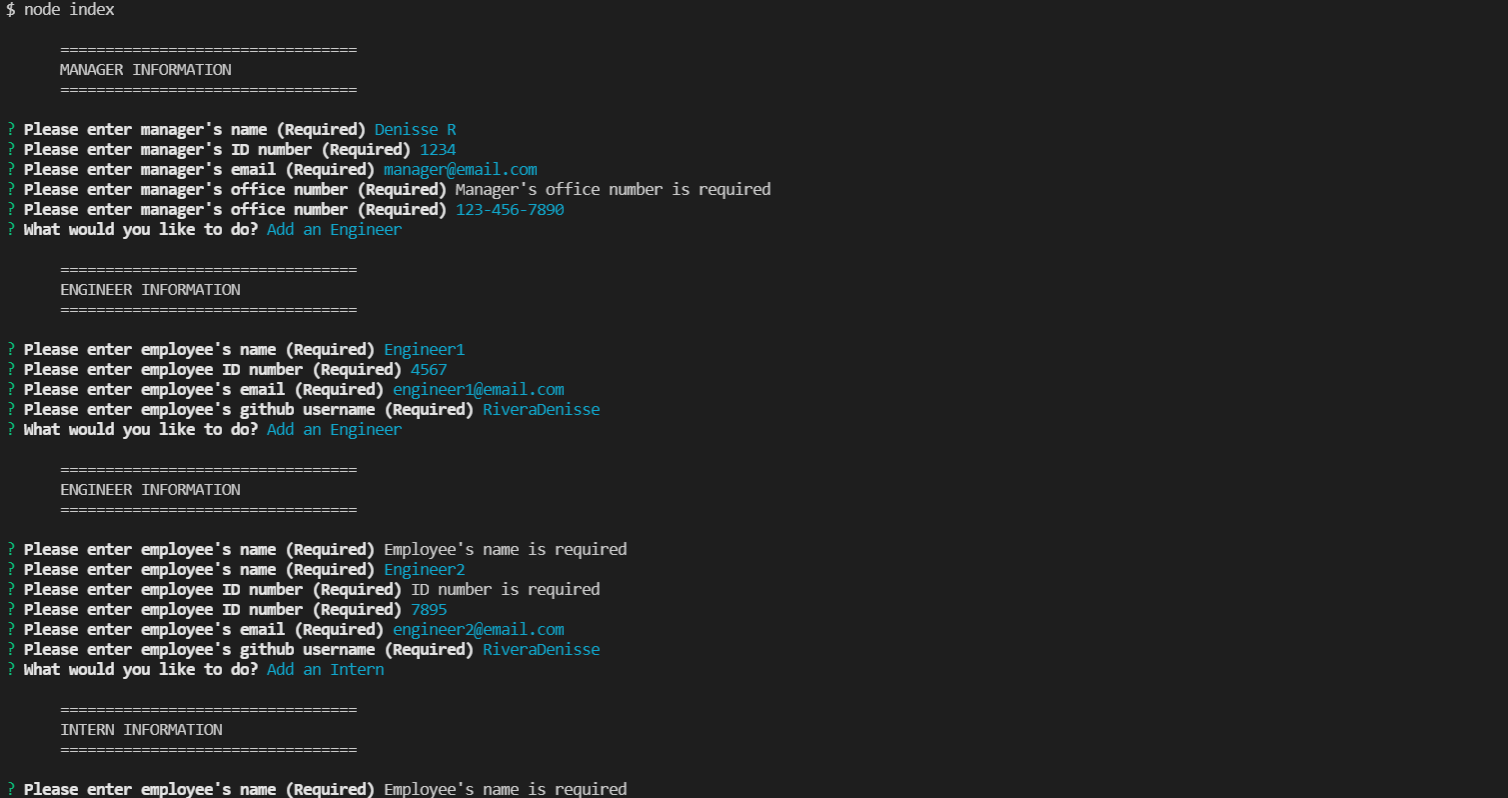 $ node index
=================================
MANAGER INFORMATION
=================================
? Please enter manager's name (Required) Denisse R
? Please enter manager's ID number (Required) 1234
? Please enter manager's email (Required) manager@email.com
? Please enter manager's office number (Required) Manager's office number is required
? Please enter manager's office number (Required) 123-456-7890
? What would you like to do? Add an Engineer
=================================
ENGINEER INFORMATION
=================================
? Please enter employee's name (Required) Engineer1
? Please enter employee ID number (Required) 4567
? Please enter employee's email (Required) engineer1@email.com
? Please enter employee's github username (Required) RiveraDenisse
? What would you like to do? Add an Engineer
=================================
ENGINEER INFORMATION
=================================
? Please enter employee's name (Required) Employee's name is required
? Please enter employee's name (Required) Engineer2
? Please enter employee ID number (Required) ID number is required
? Please enter employee ID number (Required) 7895
? Please enter employee's email (Required) engineer2@email.com
? Please enter employee's github username (Required) RiveraDenisse
? What would you like to do? Add an Intern
=================================
INTERN INFORMATION
=================================
? Please enter employee's name (Required) Employee's name is required